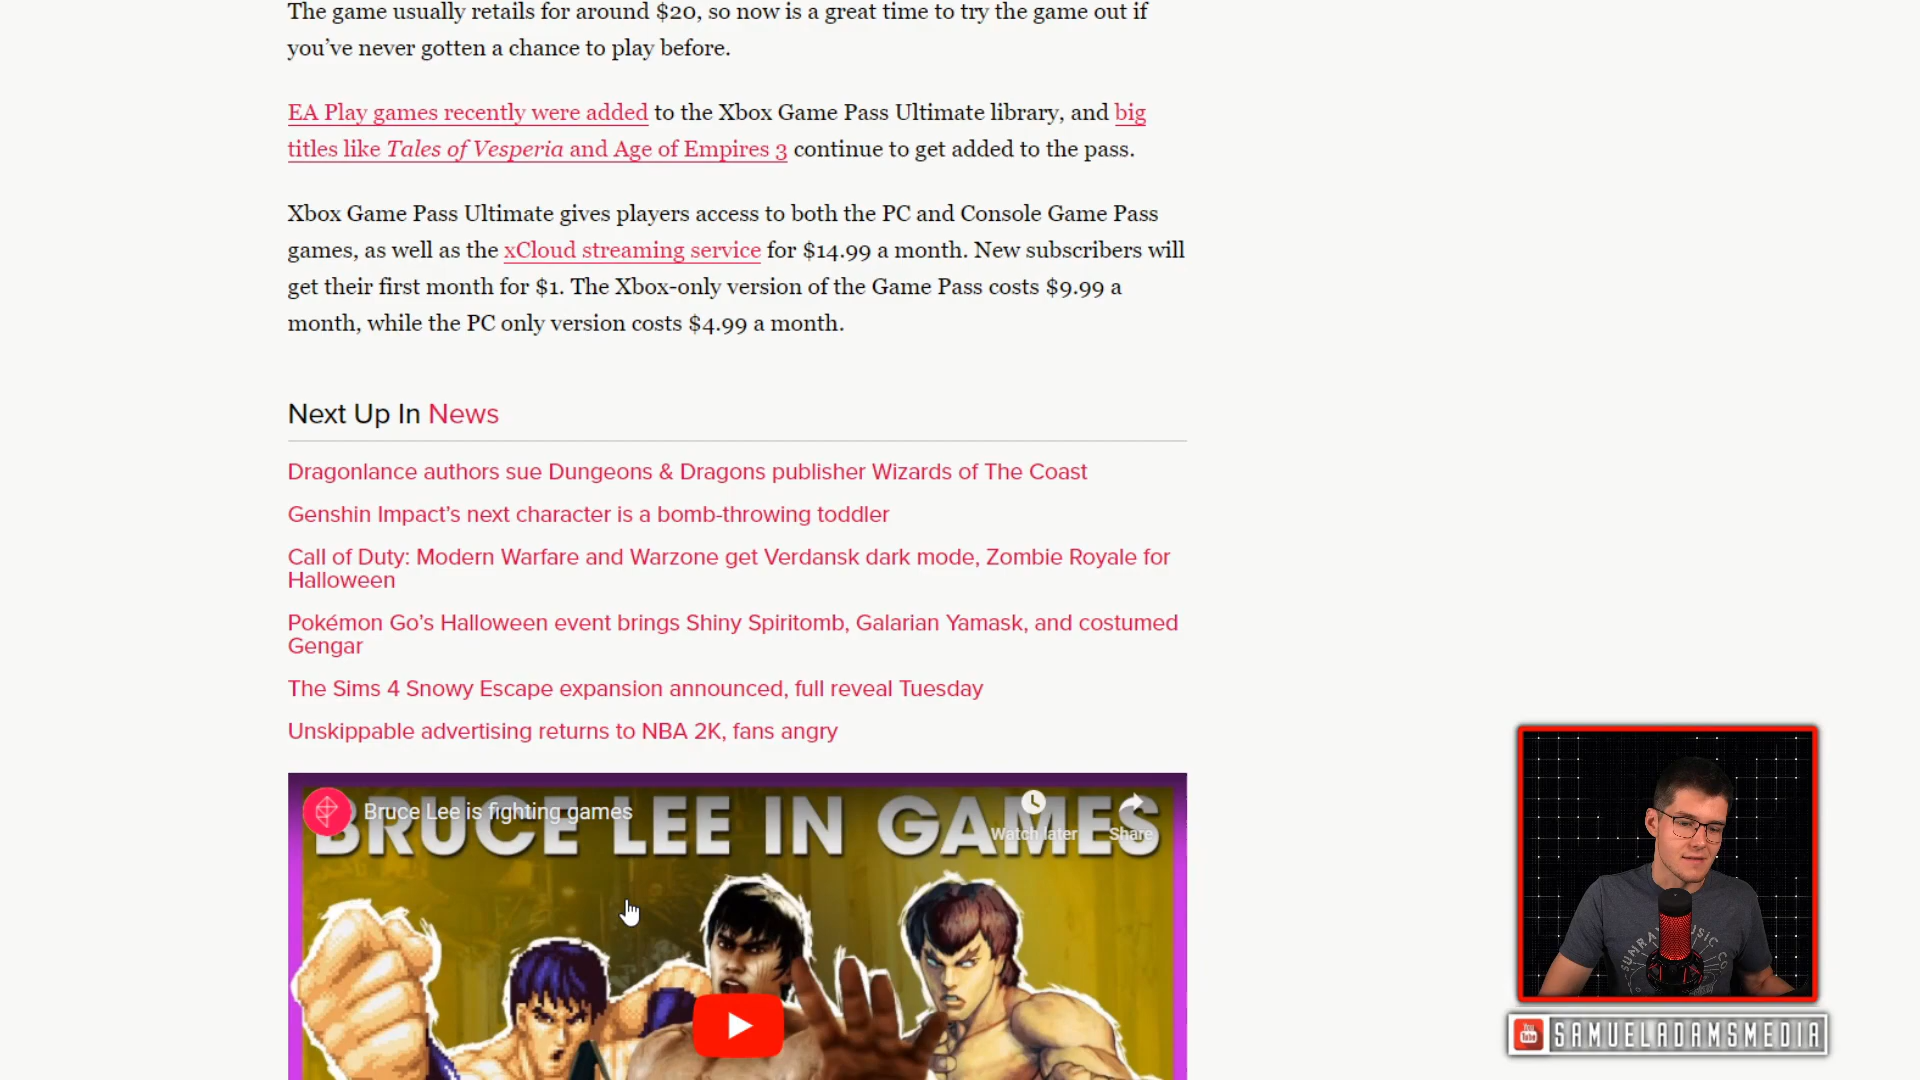 The game usually retails for around $20, so now is a great time to try the game out if
you’ve never gotten a chance to play before.
EA Play games recently were added to the Xbox Game Pass Ultimate library, and big
titles like Tales of Vesperia and Age of Empires 3 continue to get added to the pass.
Xbox Game Pass Ultimate gives players access to both the PC and Console Game Pass
games, as well as the xCloud streaming service for $14.99 a month. New subscribers will
get their first month for $1. The Xbox-only version of the Game Pass costs $9.99 a
month, while the PC only version costs $4.99 a month.
Next Up In News
Dragonlance authors sue Dungeons & Dragons publisher Wizards of The Coast
Genshin Impact’s next character is a bomb-throwing toddler
Call of Duty: Modern Warfare and Warzone get Verdansk dark mode, Zombie Royale for
Halloween
Pokémon Go’s Halloween event brings Shiny Spiritomb, Galarian Yamask, and costumed
Gengar
The Sims 4 Snowy Escape expansion announced, full reveal Tuesday
Unskippable advertising returns to NBA 2K, fans angry
Bruce Lee is fighting games
BRUCE LEE IN GAMES
Watch later
Share
SUNRAY MUSIC CO
You Tube SAMUELADAMSMEDIA